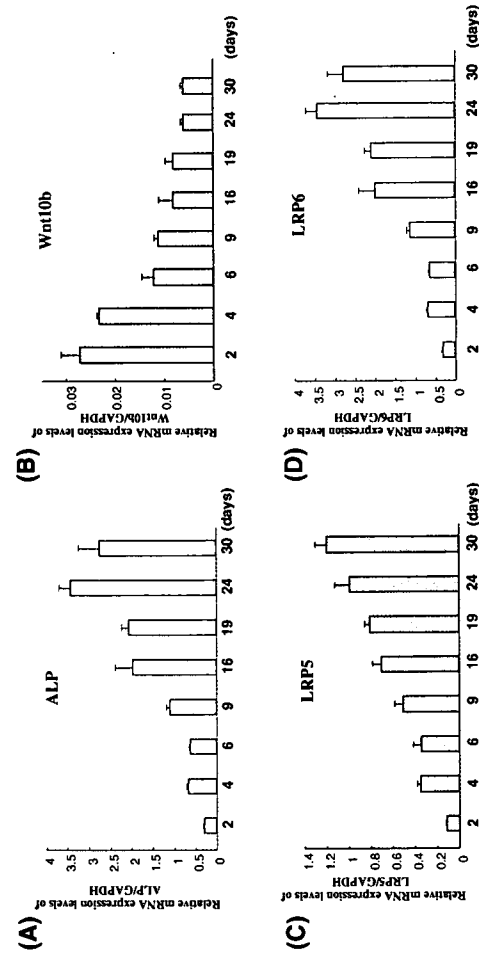 (A)
ALP
Relative mRNA expression levels of
ALP/GAPDH
4
3.5
3
2.5
2
1.5
1
0.5
0
2 4 6 9 16 19 24 30 (days)
(B)
Wnt10b
Relative mRNA expression levels of
Wnt10b/GAPDH
0.03
0.02
0.01
0
2 4 6 9 16 19 24 30 (days)
(C)
LRP5
Relative mRNA expression levels of
LRP5/GAPDH
1.4
1.2
1
0.8
0.6
0.4
0.2
0
2 4 6 9 16 19 24 30 (days)
(D)
LRP6
Relative mRNA expression levels of
LRP6/GAPDH
4
3.5
3
2.5
2
1.5
1
0.5
0
2 4 6 9 16 19 24 30 (days)